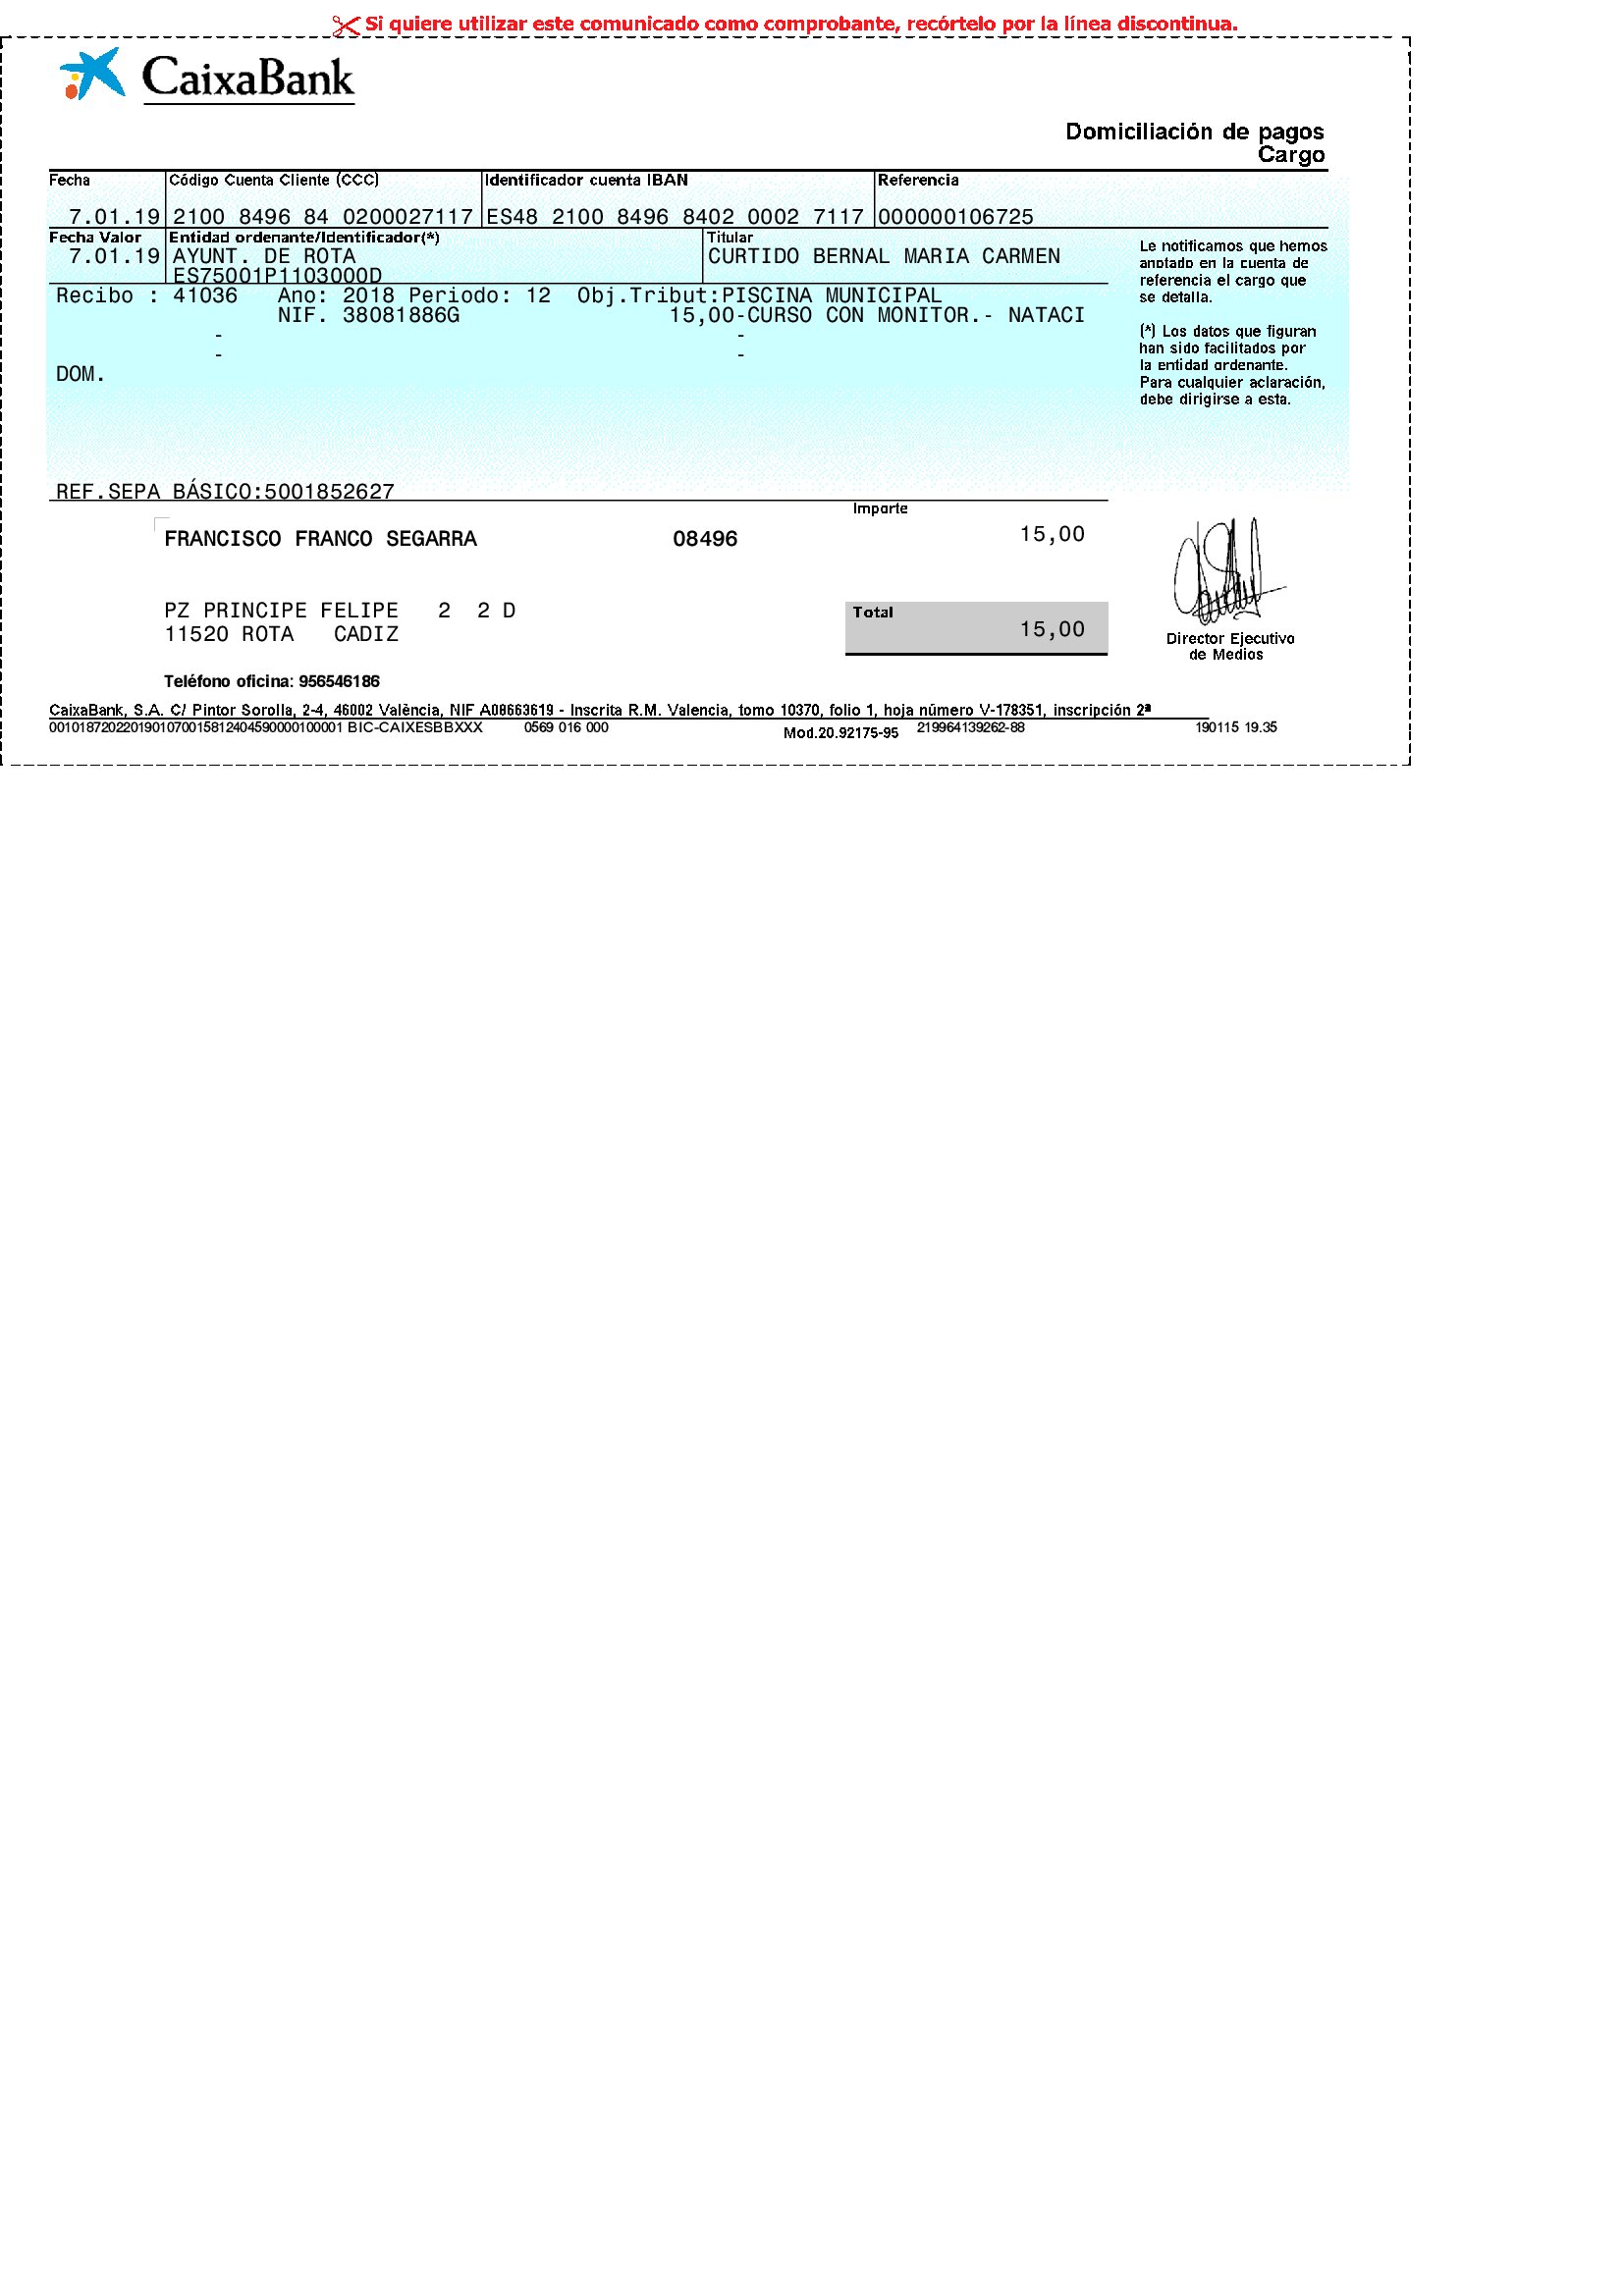 Si quiere utilizar este comunicado como comprobante, recórtelo por la línea discontinua.
CaixaBank
Domiciliación de pagos
Cargo
Fecha Código Cuenta Cliente (CCC) Identificador cuenta IBAN Referencia
7.01.19 2100 8496 84 0200027117 ES48 2100 8496 8402 0002 7117 000000106725
Fecha Valor Entidad ordenante/Identificador(*) Titular
7.01.19 AYUNT. DE ROTA CURTIDO BERNAL MARIA CARMEN
ES75001P1103000D
Recibo : 41036 Ano: 2018 Periodo: 12 Obj.Tribut:PISCINA MUNICIPAL
NIF. 38081886G 15,00-CURSO CON MONITOR.- NATACI
- -
- -
DOM.
REF.SEPA BÁSICO:5001852627
Le notificamos que hemos
anotado en la cuenta de
referencia el cargo que
se detalla.
(*) Los datos que figuran
han sido facilitados por
la entidad ordenante.
Para cualquier aclaración,
debe dirigirse a esta.
Importe
FRANCISCO FRANCO SEGARRA 08496 15,00
PZ PRINCIPE FELIPE 2 2 D
11520 ROTA CADIZ
Total
15,00
Director Ejecutivo
de Medios
Teléfono oficina: 956546186
CaixaBank, S.A. C/ Pintor Sorolla, 2-4, 46002 València, NIF A08663619 - Inscrita R.M. Valencia, tomo 10370, folio 1, hoja número V-178351, inscripción 2ª
00101872022019010700158124045900001​00001 BIC-CAIXESBBXXX 0569 016 000 Mod.20.92175-95 219964139262-88 190115 19.35